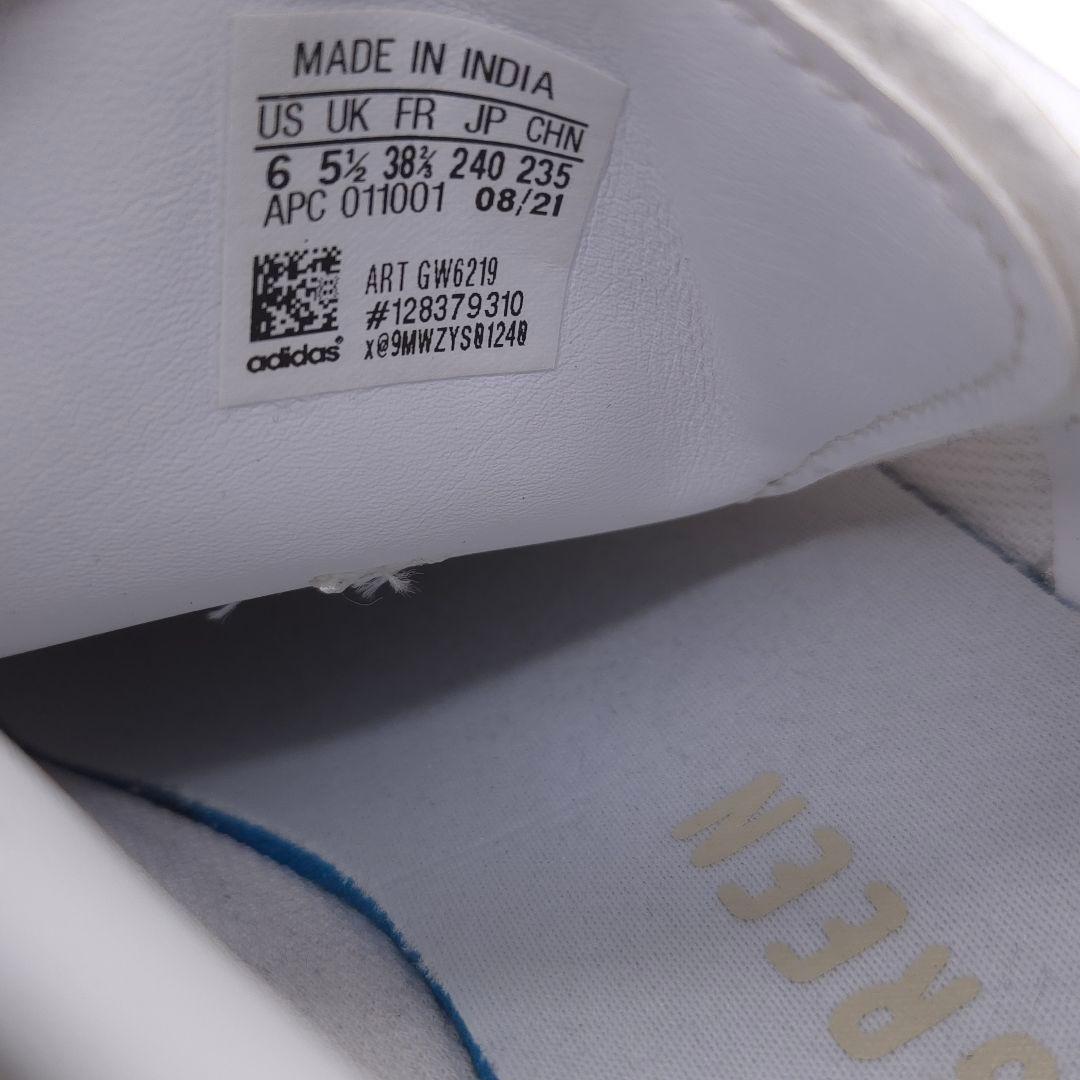 MADE IN INDIA
US UK FR JP CHN
6 5½ 38⅔ 240 235
APC 011001 08/21
ART GW6219
#128379310
x@9MWZYS01240
adidas
REEN